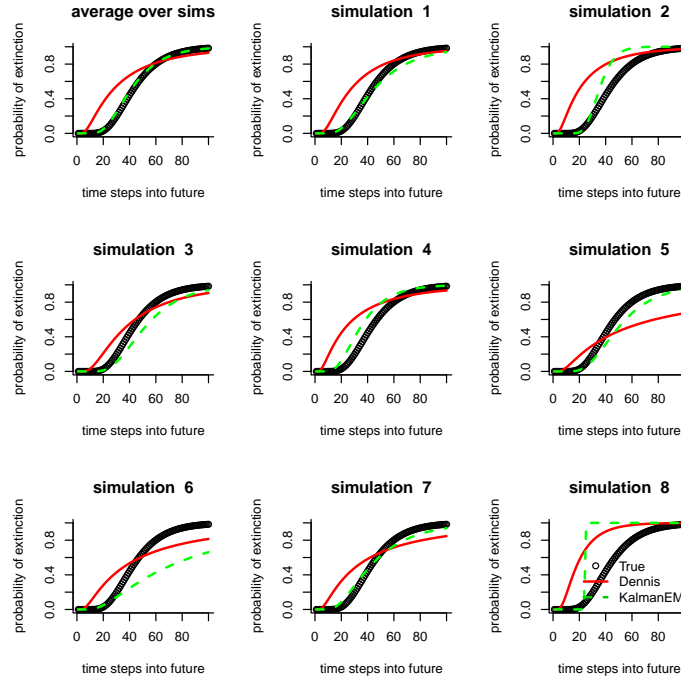 average over sims
simulation 1
simulation 2
probability of extinction
0.0 0.4 0.8
0 20 40 60 80
time steps into future
probability of extinction
0.0 0.4 0.8
0 20 40 60 80
time steps into future
probability of extinction
0.0 0.4 0.8
0 20 40 60 80
time steps into future
simulation 3
simulation 4
simulation 5
probability of extinction
0.0 0.4 0.8
0 20 40 60 80
time steps into future
probability of extinction
0.0 0.4 0.8
0 20 40 60 80
time steps into future
probability of extinction
0.0 0.4 0.8
0 20 40 60 80
time steps into future
simulation 6
simulation 7
simulation 8
probability of extinction
0.0 0.4 0.8
0 20 40 60 80
time steps into future
probability of extinction
0.0 0.4 0.8
0 20 40 60 80
time steps into future
probability of extinction
0.0 0.4 0.8
True
Dennis
KalmanEM
0 20 40 60 80
time steps into future